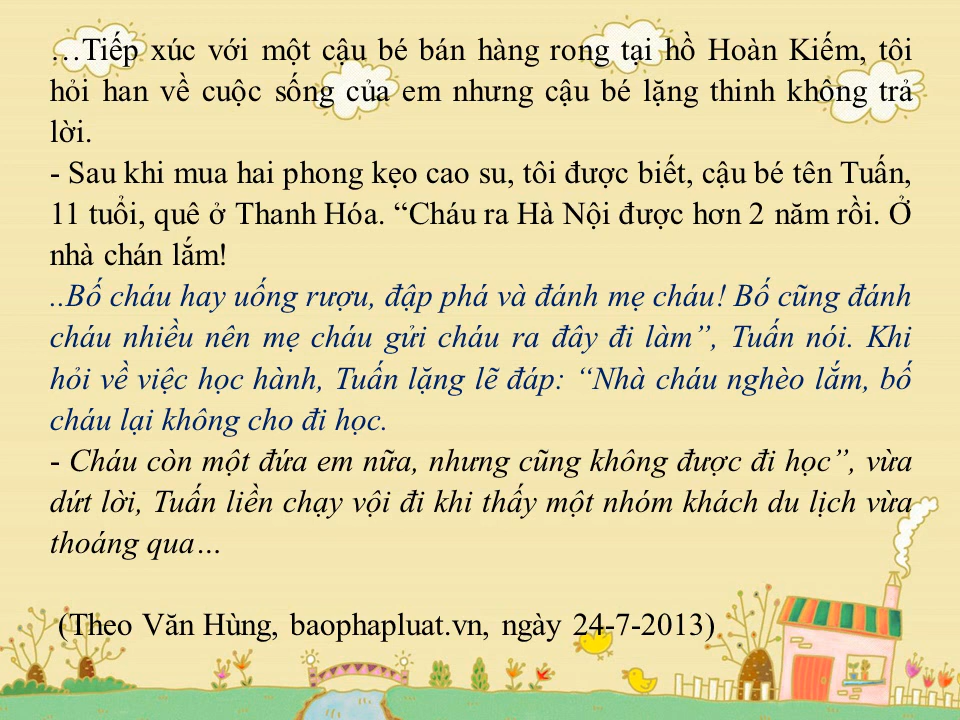 …Tiếp xúc với một cậu bé bán hàng rong tại hồ Hoàn Kiếm, tôi
hỏi han về cuộc sống của em nhưng cậu bé lặng thinh không trả
lời.
- Sau khi mua hai phong kẹo cao su, tôi được biết, cậu bé tên Tuấn,
11 tuổi, quê ở Thanh Hóa. “Cháu ra Hà Nội được hơn 2 năm rồi. Ở
nhà chán lắm!
..Bố cháu hay uống rượu, đập phá và đánh mẹ cháu! Bố cũng đánh
cháu nhiều nên mẹ cháu gửi cháu ra đây đi làm”, Tuấn nói. Khi
hỏi về việc học hành, Tuấn lặng lẽ đáp: “Nhà cháu nghèo lắm, bố
cháu lại không cho đi học.
- Cháu còn một đứa em nữa, nhưng cũng không được đi học”, vừa
dứt lời, Tuấn liền chạy vội đi khi thấy một nhóm khách du lịch vừa
thoáng qua…
(Theo Văn Hùng, baophapluat.vn, ngày 24-7-2013)